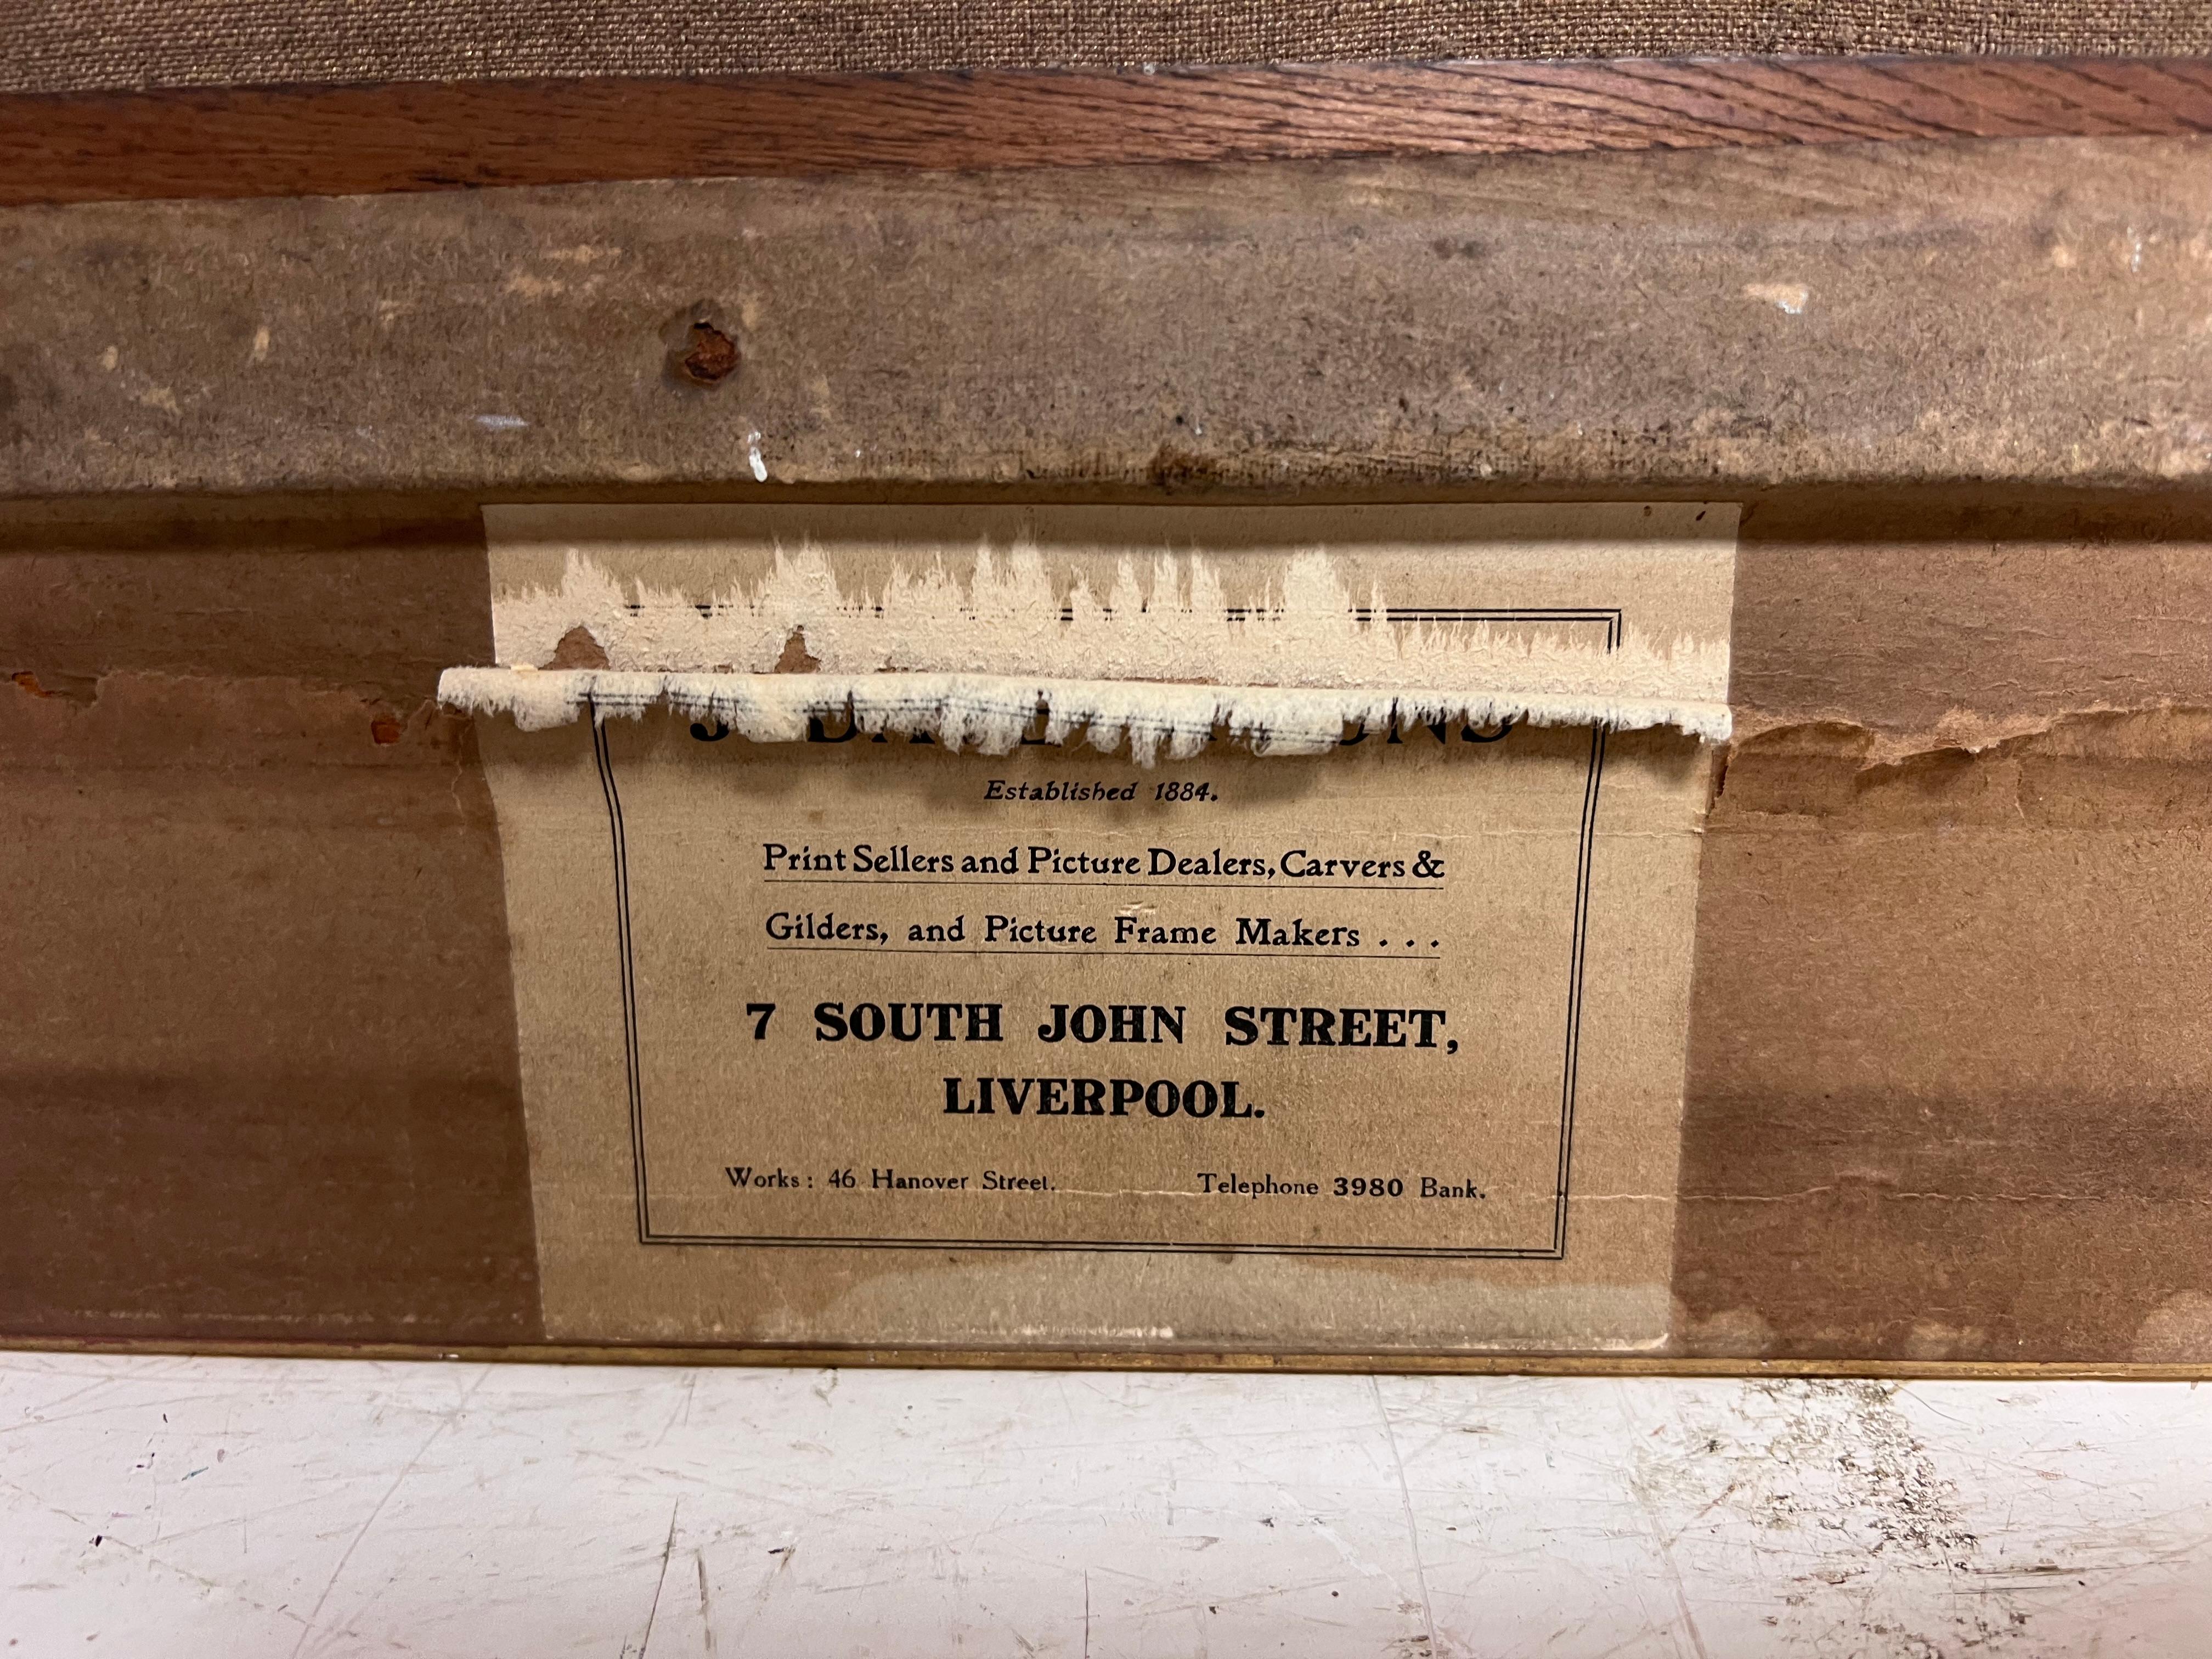 Established 1884.
Print Sellers and Picture Dealers, Carvers &
Gilders, and Picture Frame Makers . . .
7 SOUTH JOHN STREET,
LIVERPOOL.
Works: 46 Hanover Street. Telephone 3980 Bank.